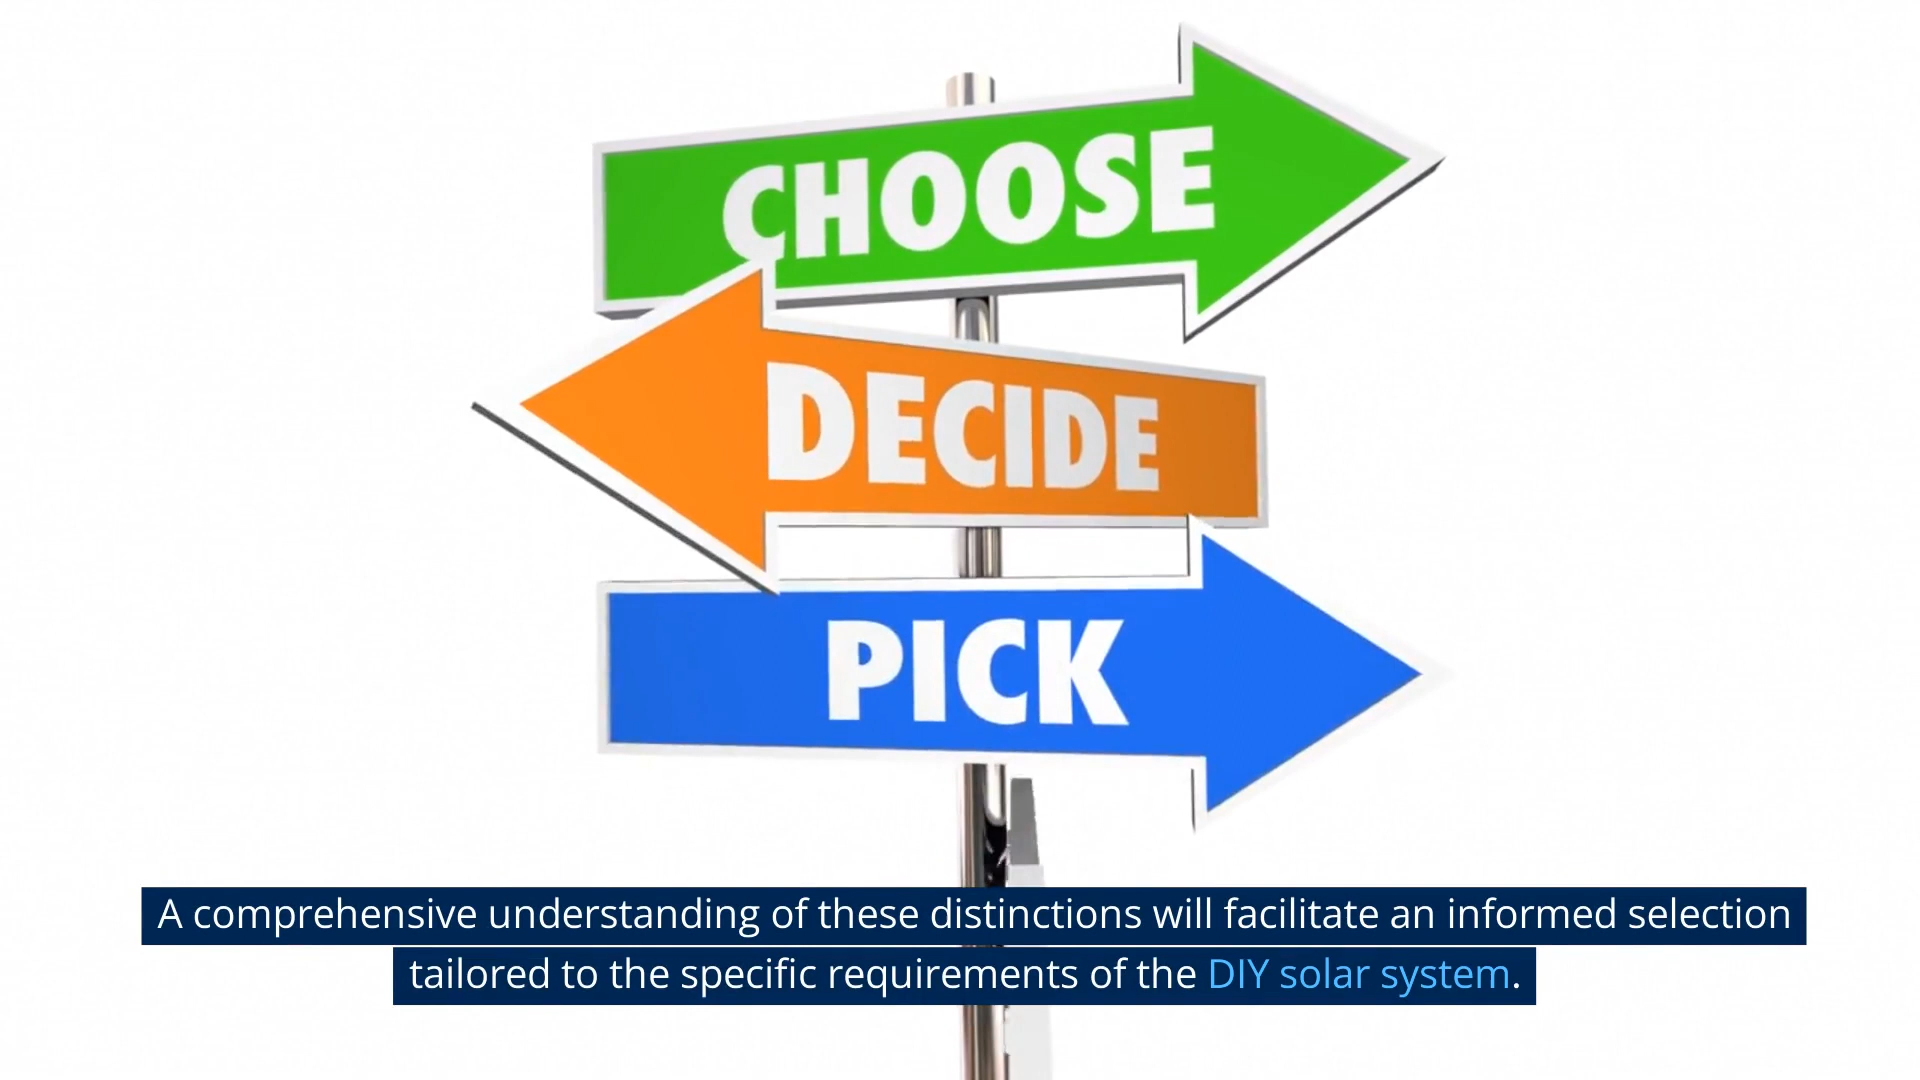 CHOOSE
DECIDE
PICK
A comprehensive understanding of these distinctions will facilitate an informed selection
tailored to the specific requirements of the DIY solar system.